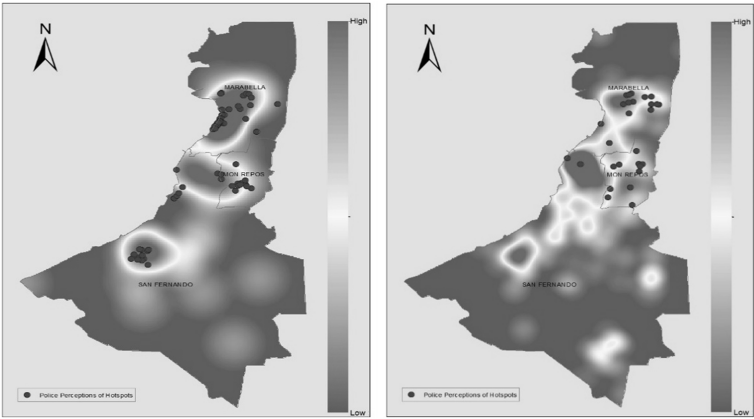 N
High
MARABELLA
MON REPOS
SAN FERNANDO
Police Perceptions of Hotspots
Low
N
High
MARABELLA
MON REPOS
SAN FERNANDO
Police Perceptions of Hotspots
Low